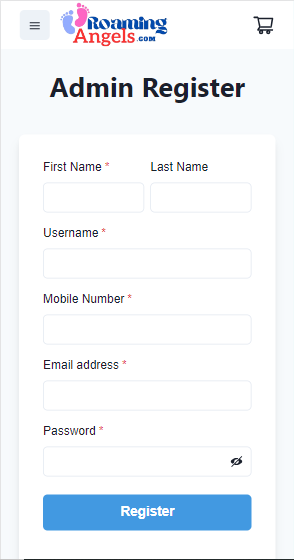 Roaming
Angels.com
Admin Register
First Name *
Last Name
Username *
Mobile Number *
Email address *
Password *
Register